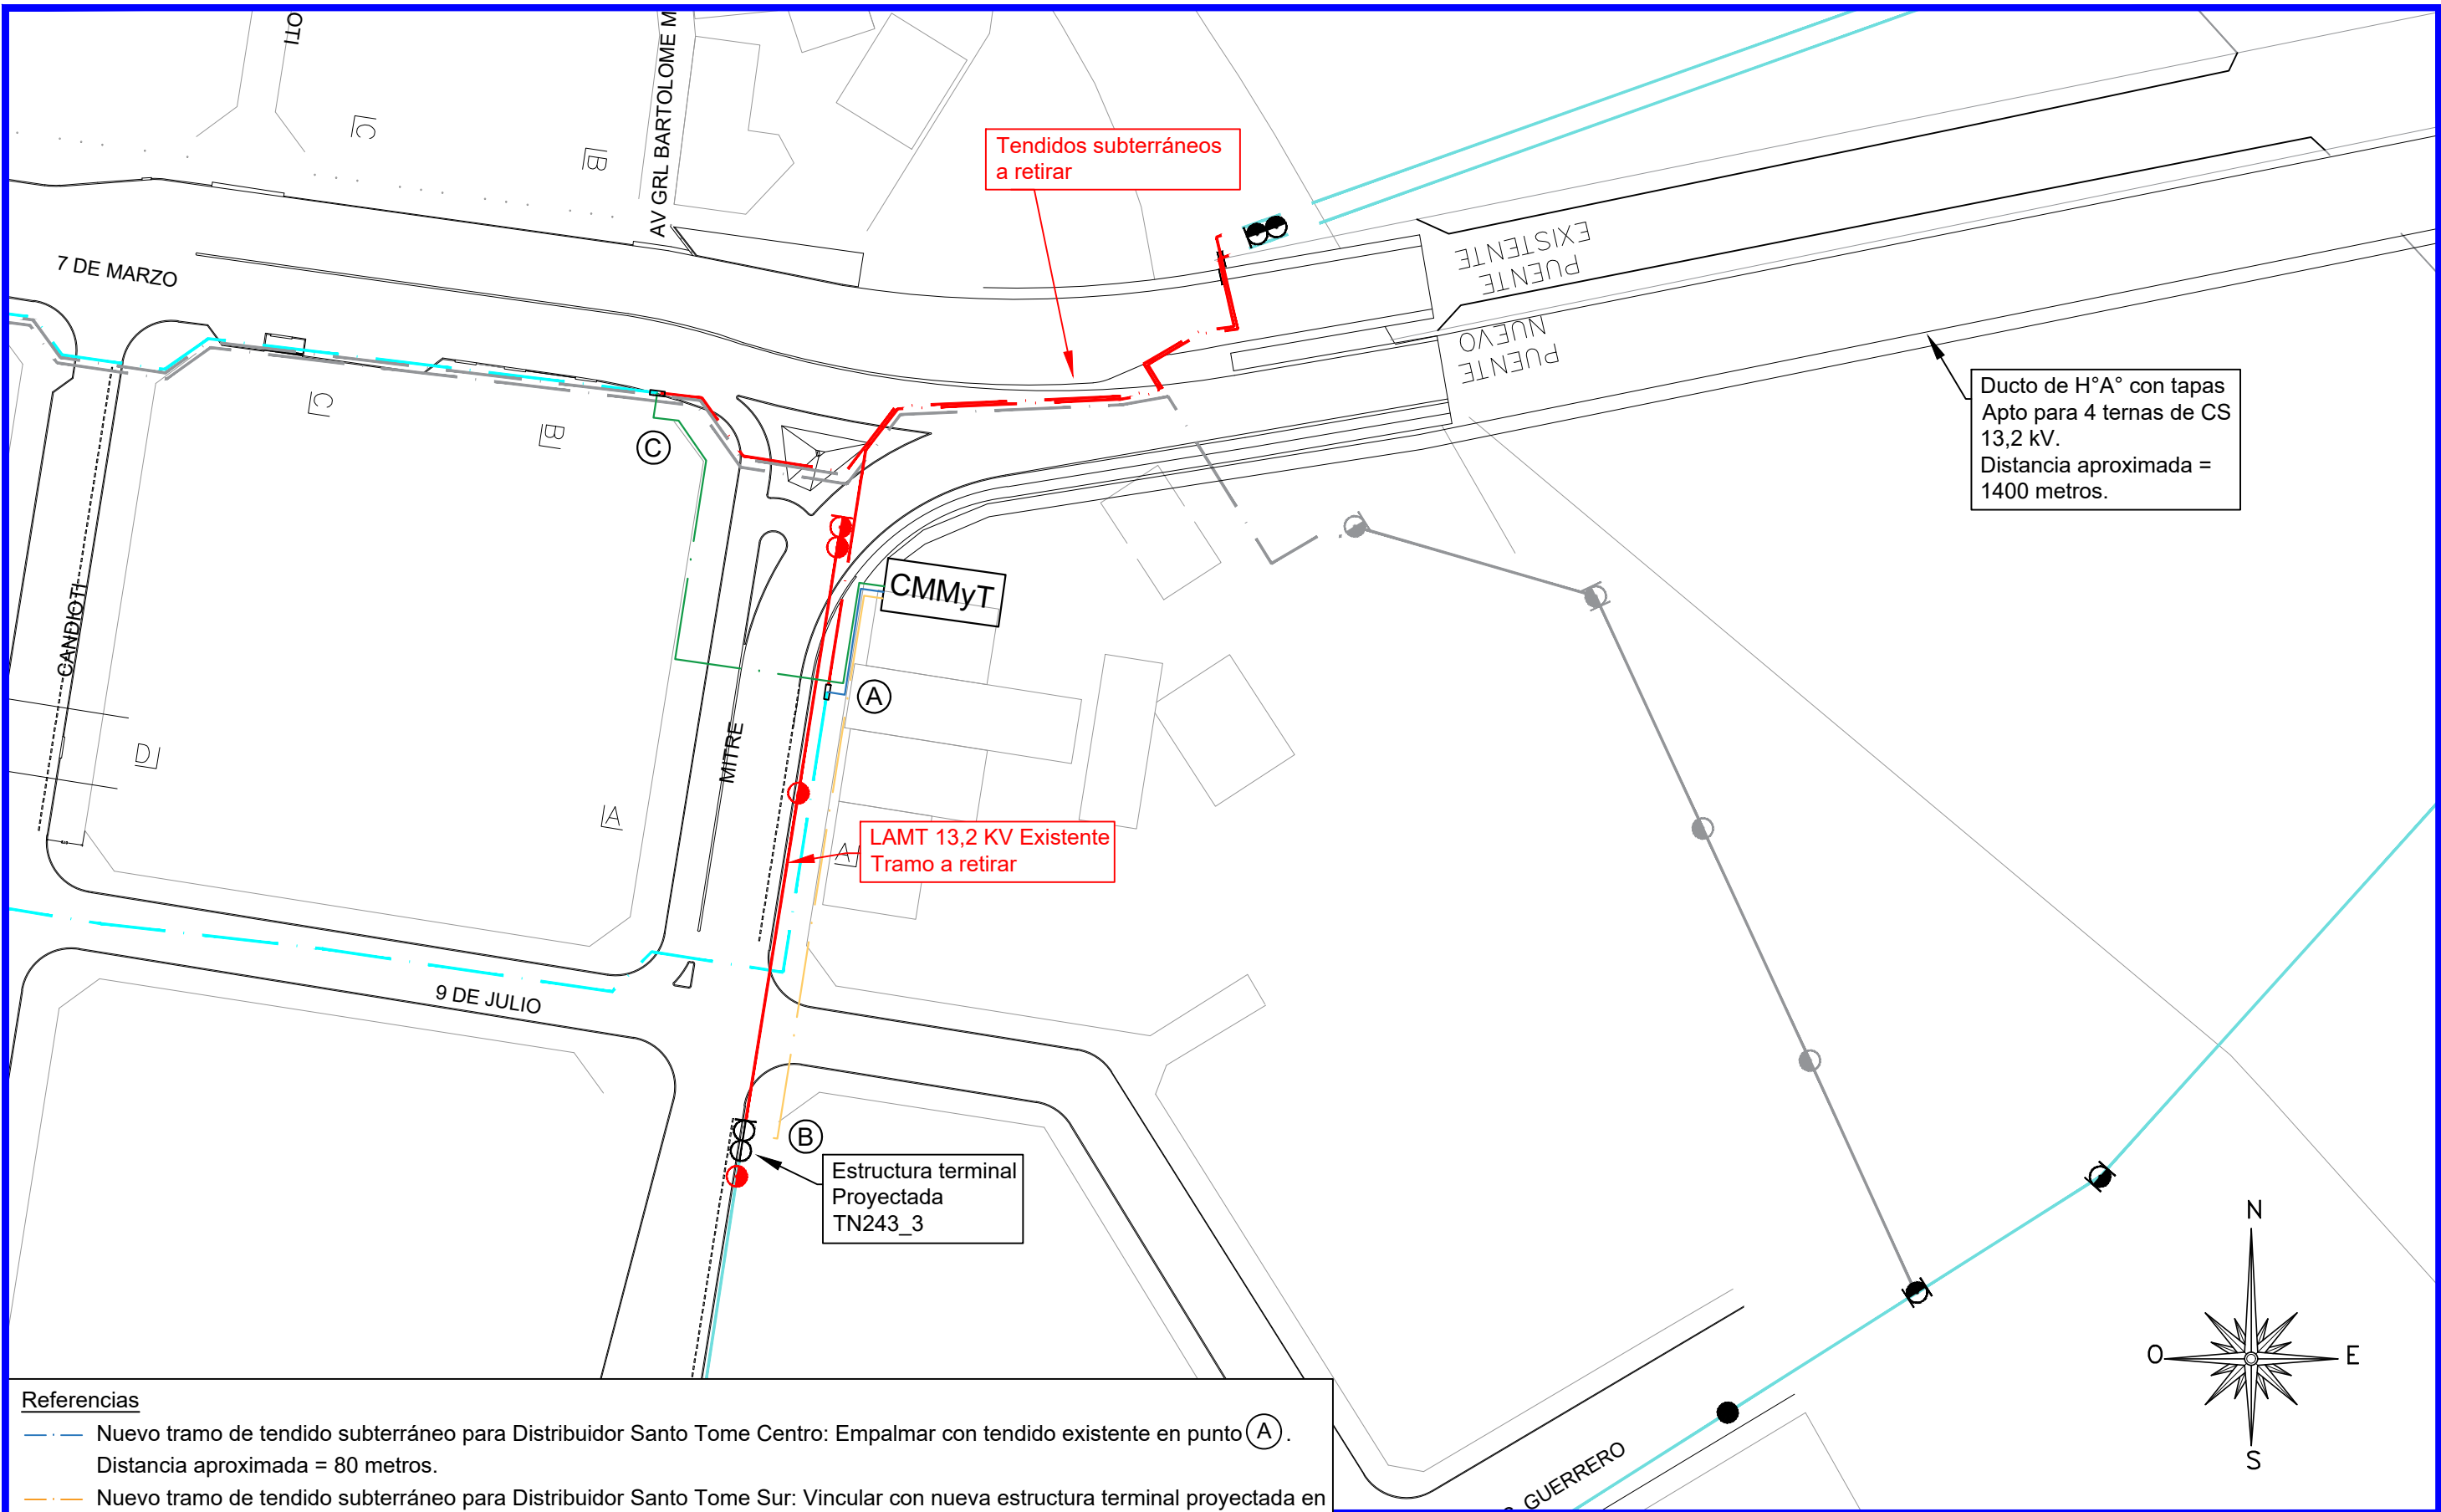 OTI
AV GRL BARTOLOME M
C
B
Tendidos subterráneos
a retirar
7 DE MARZO
PUENTE
EXISTENTE
PUENTE
NUEVO
Ducto de H°A° con tapas
Apto para 4 ternas de CS
13,2 kV.
Distancia aproximada =
1400 metros.
C
B
C
CMMyT
CANDIOTI
A
MITRE
D
A
A
LAMT 13,2 KV Existente
Tramo a retirar
9 DE JULIO
B
Estructura terminal
Proyectada
TN243_3
N
O
E
S
GUERRERO
Referencias
Nuevo tramo de tendido subterráneo para Distribuidor Santo Tome Centro: Empalmar con tendido existente en punto A .
Distancia aproximada = 80 metros.
Nuevo tramo de tendido subterráneo para Distribuidor Santo Tome Sur: Vincular con nueva estructura terminal proyectada en